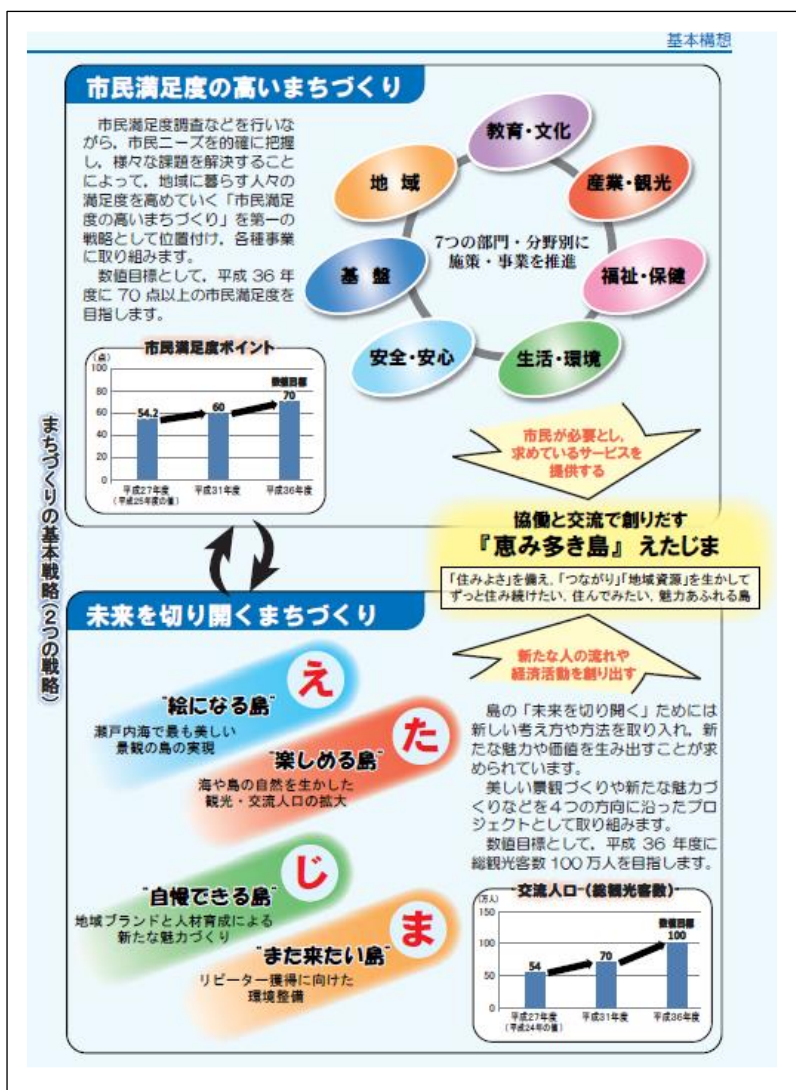 基本構想
まちづくりの基本戦略(2つの戦略)
市民満足度の高いまちづくり
市民満足度調査などを行いな
がら，市民ニーズを的確に把握
し，様々な課題を解決すること
によって，地域に暮らす人々の
満足度を高めていく「市民満足
度の高いまちづくり」を第一の
戦略として位置付け，各種事業
に取り組みます。
数値目標として，平成 36 年
度に 70 点以上の市民満足度を
目指します。
教育・文化
産業・観光
福祉・保健
生活・環境
安全・安心
基 盤
地 域
7つの部門・分野別に
施策・事業を推進
市民満足度ポイント
(点)
100
80
60
40
20
0
54.2
60
数値目標
70
平成27年度
(平成25年度の値)
平成31年度
平成36年度
市民が必要とし，
求めているサービスを
提供する
協働と交流で創りだす
『恵み多き島』 えたじま
「住みよさ」を備え，「つながり」「地域資源」を生かして
ずっと住み続けたい，住んでみたい，魅力あふれる島
新たな人の流れや
経済活動を創り出す
未来を切り開くまちづくり
え
"絵になる島"
瀬戸内海で最も美しい
景観の島の実現
た
"楽しめる島"
海や島の自然を生かした
観光・交流人口の拡大
じ
"自慢できる島"
地域ブランドと人材育成による
新たな魅力づくり
ま
"また来たい島"
リピーター獲得に向けた
環境整備
島の「未来を切り開く」ためには
新しい考え方や方法を取り入れ，新
たな魅力や価値を生み出すことが求
められています。
美しい景観づくりや新たな魅力づ
くりなどを4つの方向に沿ったプロ
ジェクトとして取り組みます。
数値目標として，平成 36 年度に
総観光客数100万人を目指します。
交流人口(総観光客数)
(万人)
150
100
50
0
54
70
数値目標
100
平成27年度
(平成24年の値)
平成31年度
平成36年度